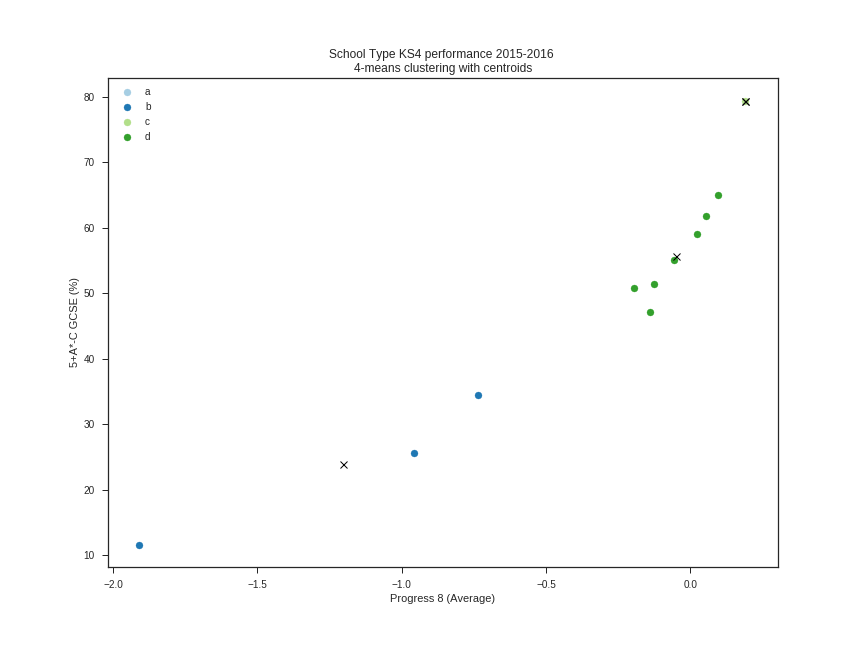 School Type KS4 performance 2015-2016
4-means clustering with centroids
a
b
c
d
80
70
60
50
40
30
20
10
5+A*-C GCSE (%)
−2.0
−1.5
−1.0
−0.5
0.0
Progress 8 (Average)